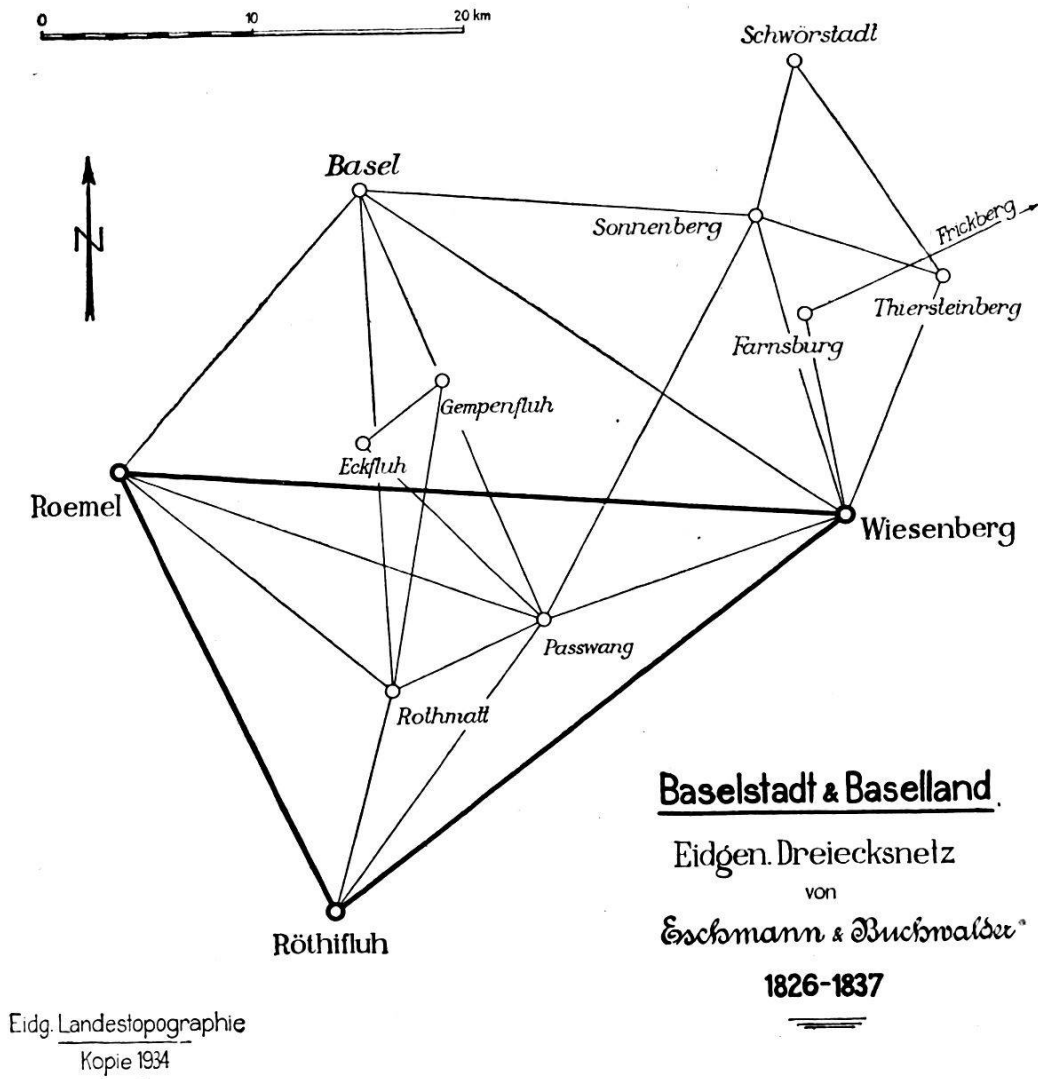 0 10 20 km
Schwörstadt
N
Basel
Sonnenberg
Frickberg
Thiersteinberg
Farnsburg
Gempenfluh
Eckfluh
Roemel
Wiesenberg
Passwang
Rothmatt
Röthifluh
Baselstadt & Baselland.
Eidgen. Dreiecksnetz
von
Eschmann & Buchwalder
1826-1837
Eidg. Landestopographie
Kopie 1934